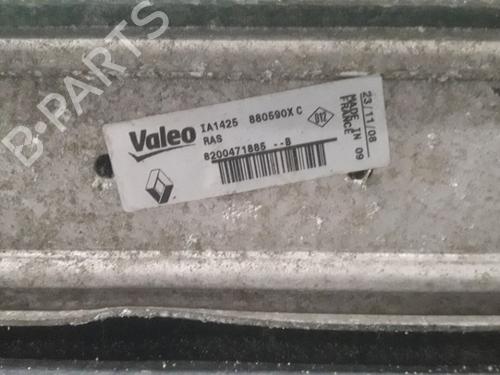 B-PARTS
Valeo
IA1425 880590X C
RAS
8200471885 --B
23/11/08
MADE IN
FRANCE 09